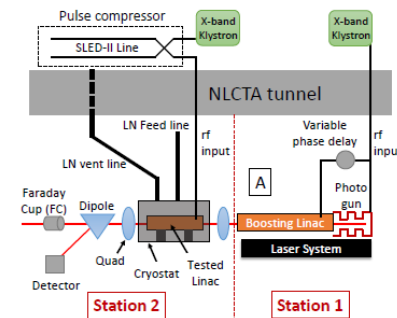 Pulse compressor
SLED-II Line
X-band
Klystron
X-band
Klystron
NLCTA tunnel
LN Feed line
LN vent line
rf
input
Variable
phase delay
rf
input
A
Photo
gun
Faraday
Cup (FC)
Dipole
Boosting Linac
Laser System
Quad
Cryostat
Tested
Linac
Detector
Station 2
Station 1